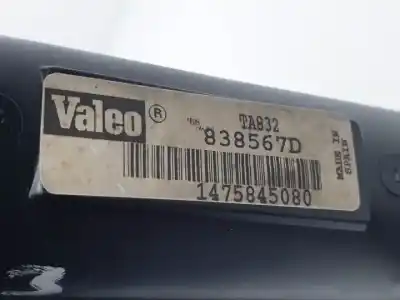 Valeo ®
TA832
838567D
1475845080
MADE IN
SPAIN